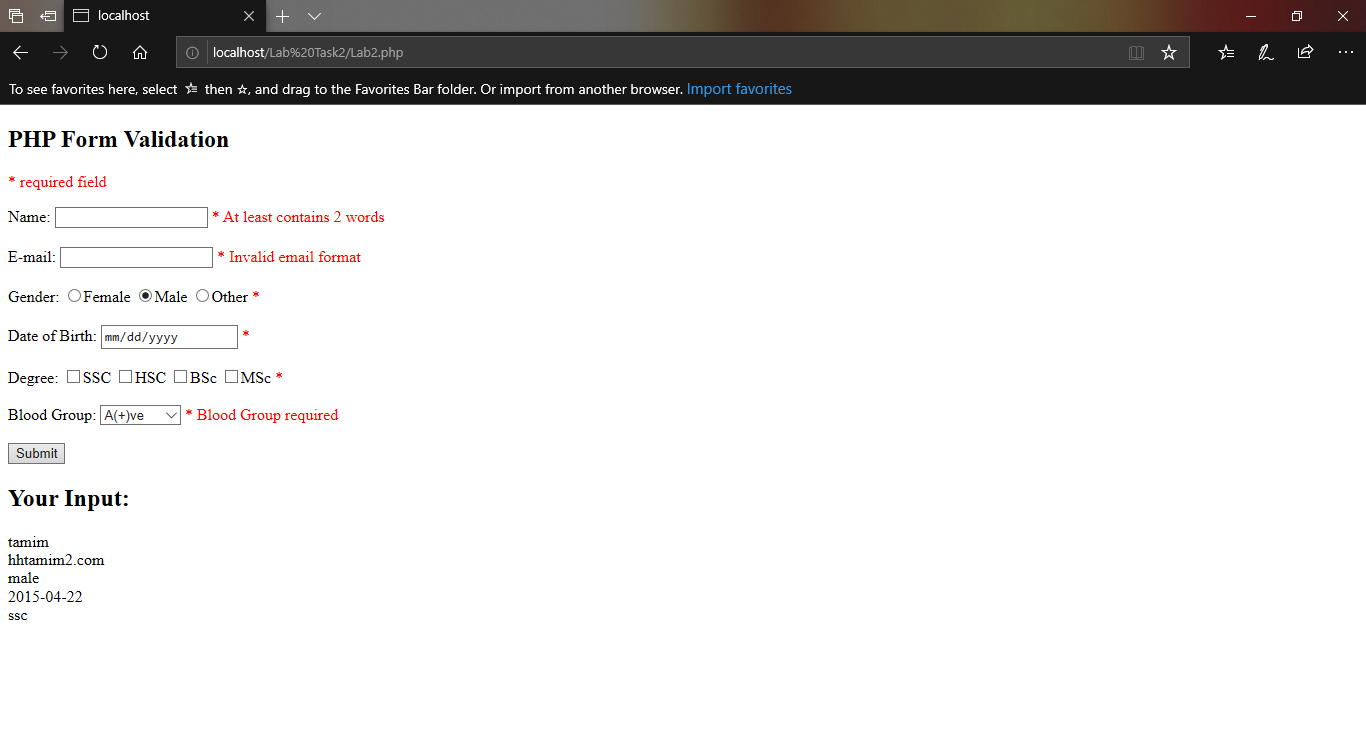 localhost
localhost/Lab%20Task2/Lab2.php
To see favorites here, select then , and drag to the Favorites Bar folder. Or import from another browser. Import favorites
PHP Form Validation
* required field
Name: * At least contains 2 words
E-mail: * Invalid email format
Gender: Female Male Other *
Date of Birth: mm/dd/yyyy *
Degree: SSC HSC BSc MSc *
Blood Group: A(+)ve * Blood Group required
Submit
Your Input:
tamim
hhtamim2.com
male
2015-04-22
ssc